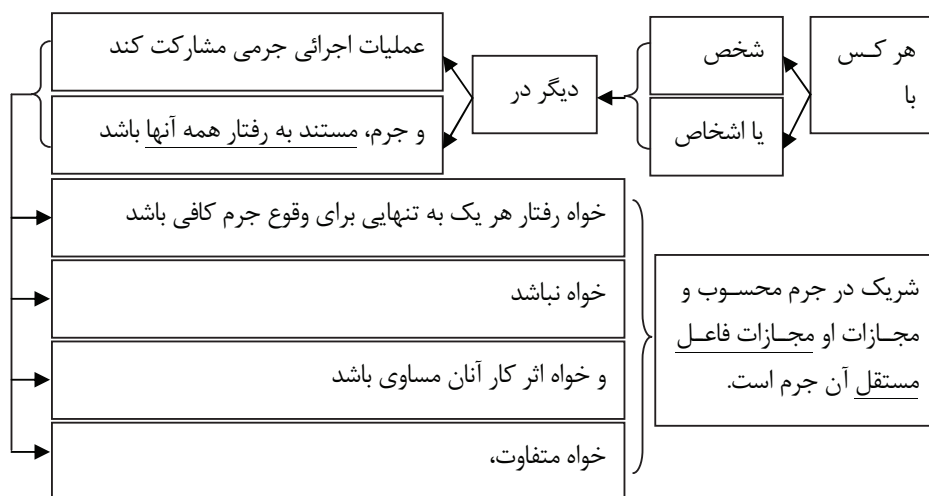 هر کس
با
شخص
یا اشخاص
دیگر در
عملیات اجرائی جرمی مشارکت کند
و جرم، مستند به رفتار همه آنها باشد
خواه رفتار هر یک به تنهایی برای وقوع جرم کافی باشد
خواه نباشد
و خواه اثر کار آنان مساوی باشد
خواه متفاوت،
شریک در جرم محسوب و
مجازات او مجازات فاعل
مستقل آن جرم است.